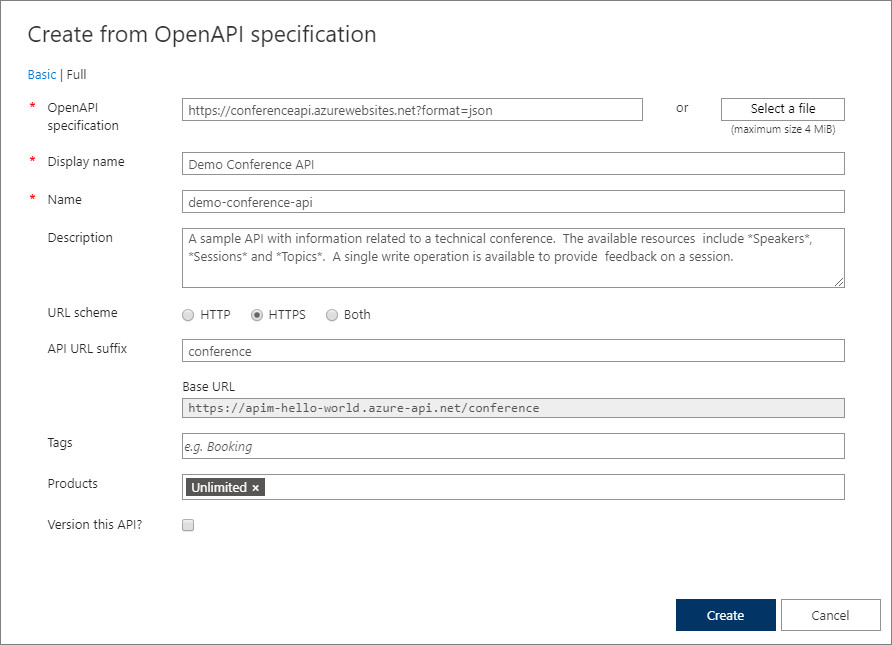 Create from OpenAPI specification
Basic | Full
* OpenAPI specification
https://conferenceapi.azurewebsites.net?format=json
or
Select a file
(maximum size 4 MiB)
* Display name
Demo Conference API
* Name
demo-conference-api
Description
A sample API with information related to a technical conference.  The available resources  include *Speakers*,
*Sessions* and *Topics*.  A single write operation is available to provide  feedback on a session.
URL scheme
HTTP HTTPS Both
API URL suffix
conference
Base URL
https://apim-hello-world.azure-api.net/conference
Tags
e.g. Booking
Products
Unlimited ×
Version this API?
Create
Cancel